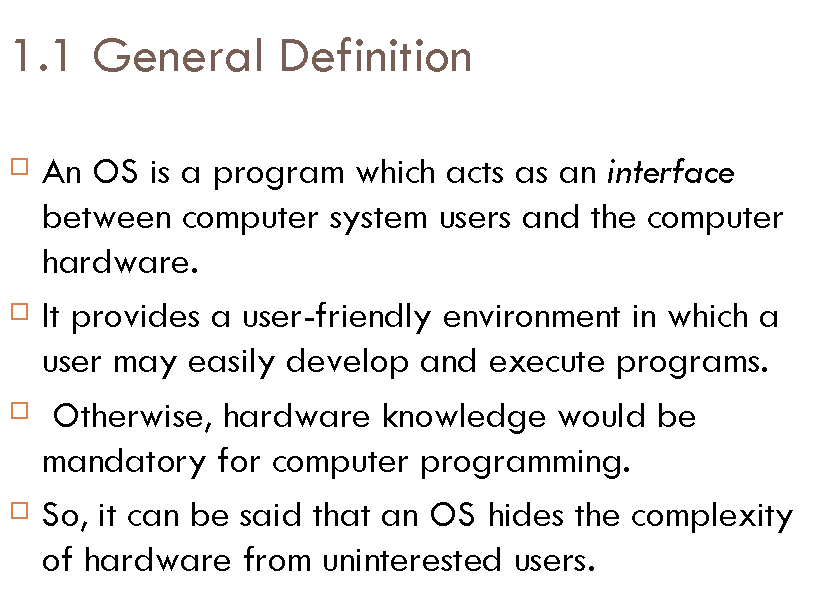 1.1 General Definition
An OS is a program which acts as an interface
between computer system users and the computer
hardware.
It provides a user-friendly environment in which a
user may easily develop and execute programs.
Otherwise, hardware knowledge would be
mandatory for computer programming.
So, it can be said that an OS hides the complexity
of hardware from uninterested users.